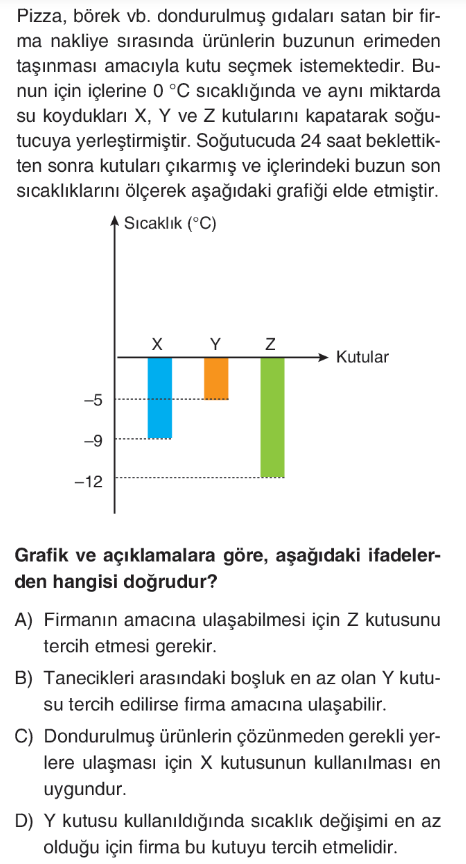 Pizza, börek vb. dondurulmuş gıdaları satan bir fir-
ma nakliye sırasında ürünlerin buzunun erimeden
taşınması amacıyla kutu seçmek istemektedir. Bu-
nun için içlerine 0 °C sıcaklığında ve aynı miktarda
su koydukları X, Y ve Z kutularını kapatarak soğu-
tucuya yerleştirmiştir. Soğutucuda 24 saat beklettik-
ten sonra kutuları çıkarmış ve içlerindeki buzun son
sıcaklıklarını ölçerek aşağıdaki grafiği elde etmiştir.
Sıcaklık (°C)
X Y Z
Kutular
–5
–9
–12
Grafik ve açıklamalara göre, aşağıdaki ifadeler-
den hangisi doğrudur?
A) Firmanın amacına ulaşabilmesi için Z kutusunu
tercih etmesi gerekir.
B) Tanecikleri arasındaki boşluk en az olan Y kutu-
su tercih edilirse firma amacına ulaşabilir.
C) Dondurulmuş ürünlerin çözünmeden gerekli yer-
lere ulaşması için X kutusunun kullanılması en
uygundur.
D) Y kutusu kullanıldığında sıcaklık değişimi en az
olduğu için firma bu kutuyu tercih etmelidir.